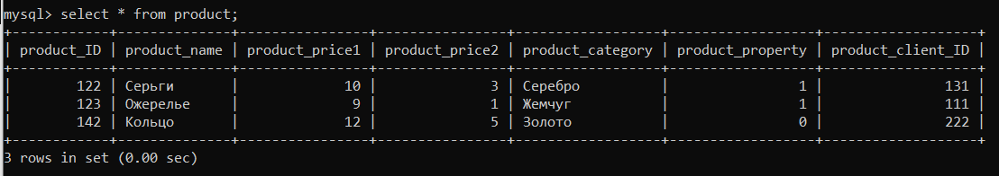 mysql> select * from product;
+------------+--------------+----------------+----------------+------------------+------------------+-------------------+
| product_ID | product_name | product_price1 | product_price2 | product_category | product_property | product_client_ID |
+------------+--------------+----------------+----------------+------------------+------------------+-------------------+
|        122 | Серьги       |             10 |              3 | Серебро          |                1 |               131 |
|        123 | Ожерелье     |              9 |              1 | Жемчуг           |                1 |               111 |
|        142 | Кольцо       |             12 |              5 | Золото           |                0 |               222 |
+------------+--------------+----------------+----------------+------------------+------------------+-------------------+
3 rows in set (0.00 sec)